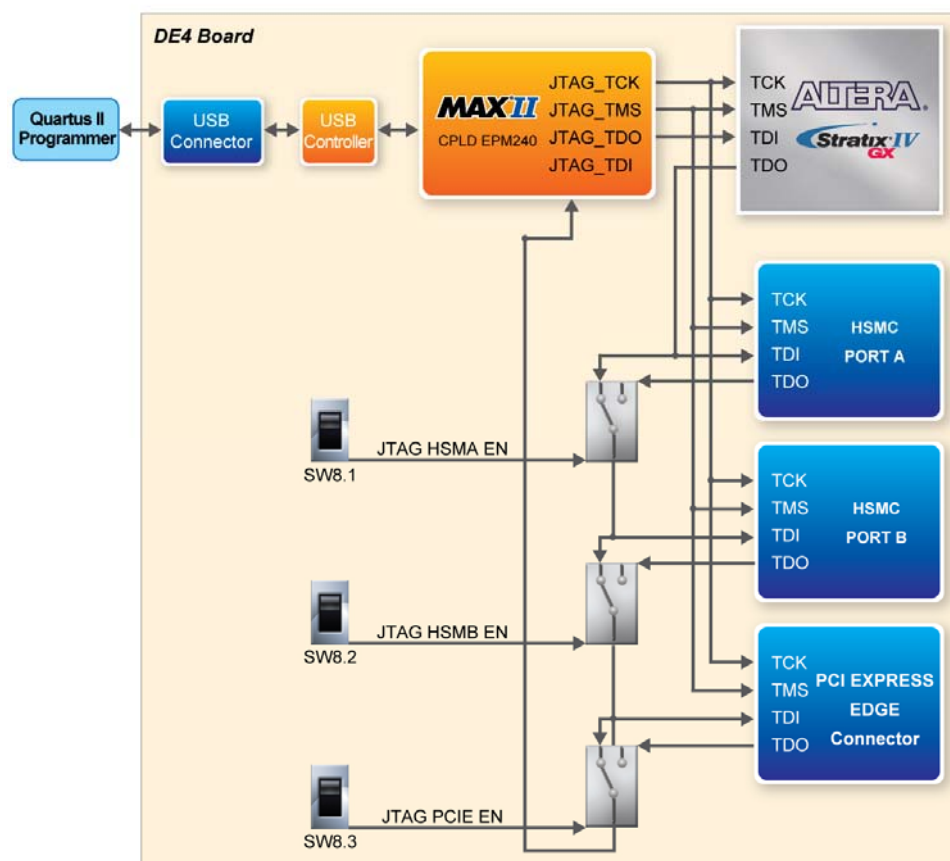 DE4 Board
Quartus II
Programmer
USB
Connector
USB
Controller
MAX II
CPLD EPM240
JTAG_TCK
JTAG_TMS
JTAG_TDO
JTAG_TDI
TCK
TMS
TDI
TDO
ALTERA®
Stratix IV
GX
TCK
TMS
TDI
TDO
HSMC
PORT A
SW8.1
JTAG HSMA EN
TCK
TMS
TDI
TDO
HSMC
PORT B
SW8.2
JTAG HSMB EN
TCK
TMS
TDI
TDO
PCI EXPRESS
EDGE
Connector
SW8.3
JTAG PCIE EN